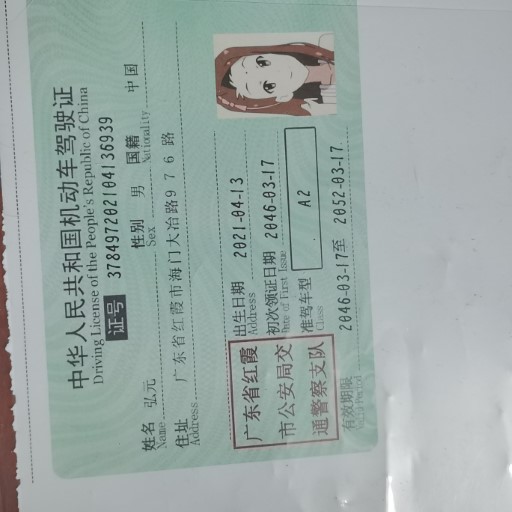 中华人民共和国机动车驾驶证
Driving License of the People's Republic of China
证号 378497202104136939
姓名 弘元 性别 男 国籍 中国
Name Sex Nationality
住址 广东省红霞市海门大冶路976路
Address
出生日期 2021-04-13
Address
初次领证日期 2046-03-17
Date of First Issue
准驾车型 A2
Class
有效期限 2046-03-17至 2052-03-17
Valid Period
广东省红霞
市公安局交
通警察支队